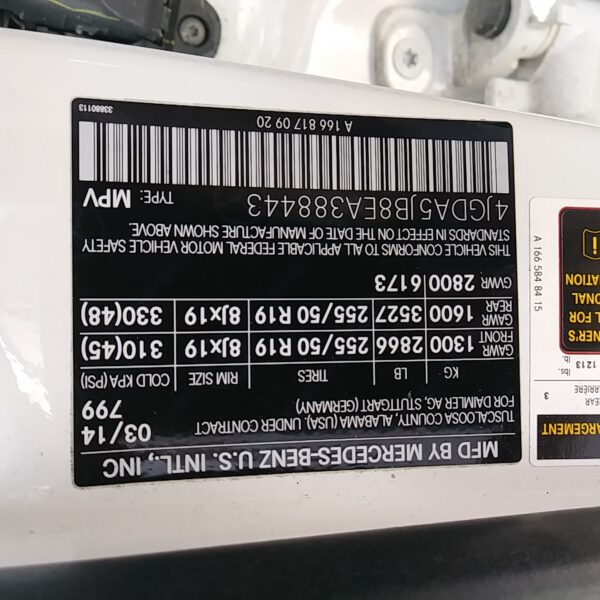 MFD BY MERCEDES-BENZ U.S. INTL., INC
TUSCALOOSA COUNTY, ALABAMA (USA), UNDER CONTRACT
FOR DAIMLER AG, STUTTGART (GERMANY)
03/14
799
KG LB TIRES RIM SIZE COLD KPA (PSI)
GAWR FRONT 1300 2866 255/50 R19 8Jx19 310(45)
GAWR REAR 1600 3527 255/50 R19 8Jx19 330(48)
GVWR 2800 6173
THIS VEHICLE CONFORMS TO ALL APPLICABLE FEDERAL MOTOR VEHICLE SAFETY
STANDARDS IN EFFECT ON THE DATE OF MANUFACTURE SHOWN ABOVE.
4JGDA5JB8EA388443 TYPE: MPV
A 166 817 09 20
33880113
3
lbs.
lb.
1213
A 166 584 84 15